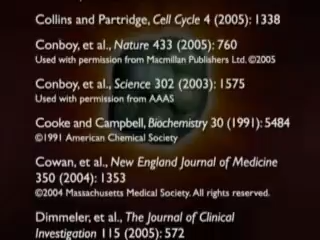 Collins and Partridge, Cell Cycle 4 (2005): 1338
Conboy, et al., Nature 433 (2005): 760
Used with permission from Macmillan Publishers Ltd. ©2005
Conboy, et al., Science 302 (2003): 1575
Used with permission from AAAS
Cooke and Campbell, Biochemistry 30 (1991): 5484
©1991 American Chemical Society
Cowan, et al., New England Journal of Medicine
350 (2004): 1353
©2004 Massachusetts Medical Society. All rights reserved.
Dimmeler, et al., The Journal of Clinical
Investigation 115 (2005): 572